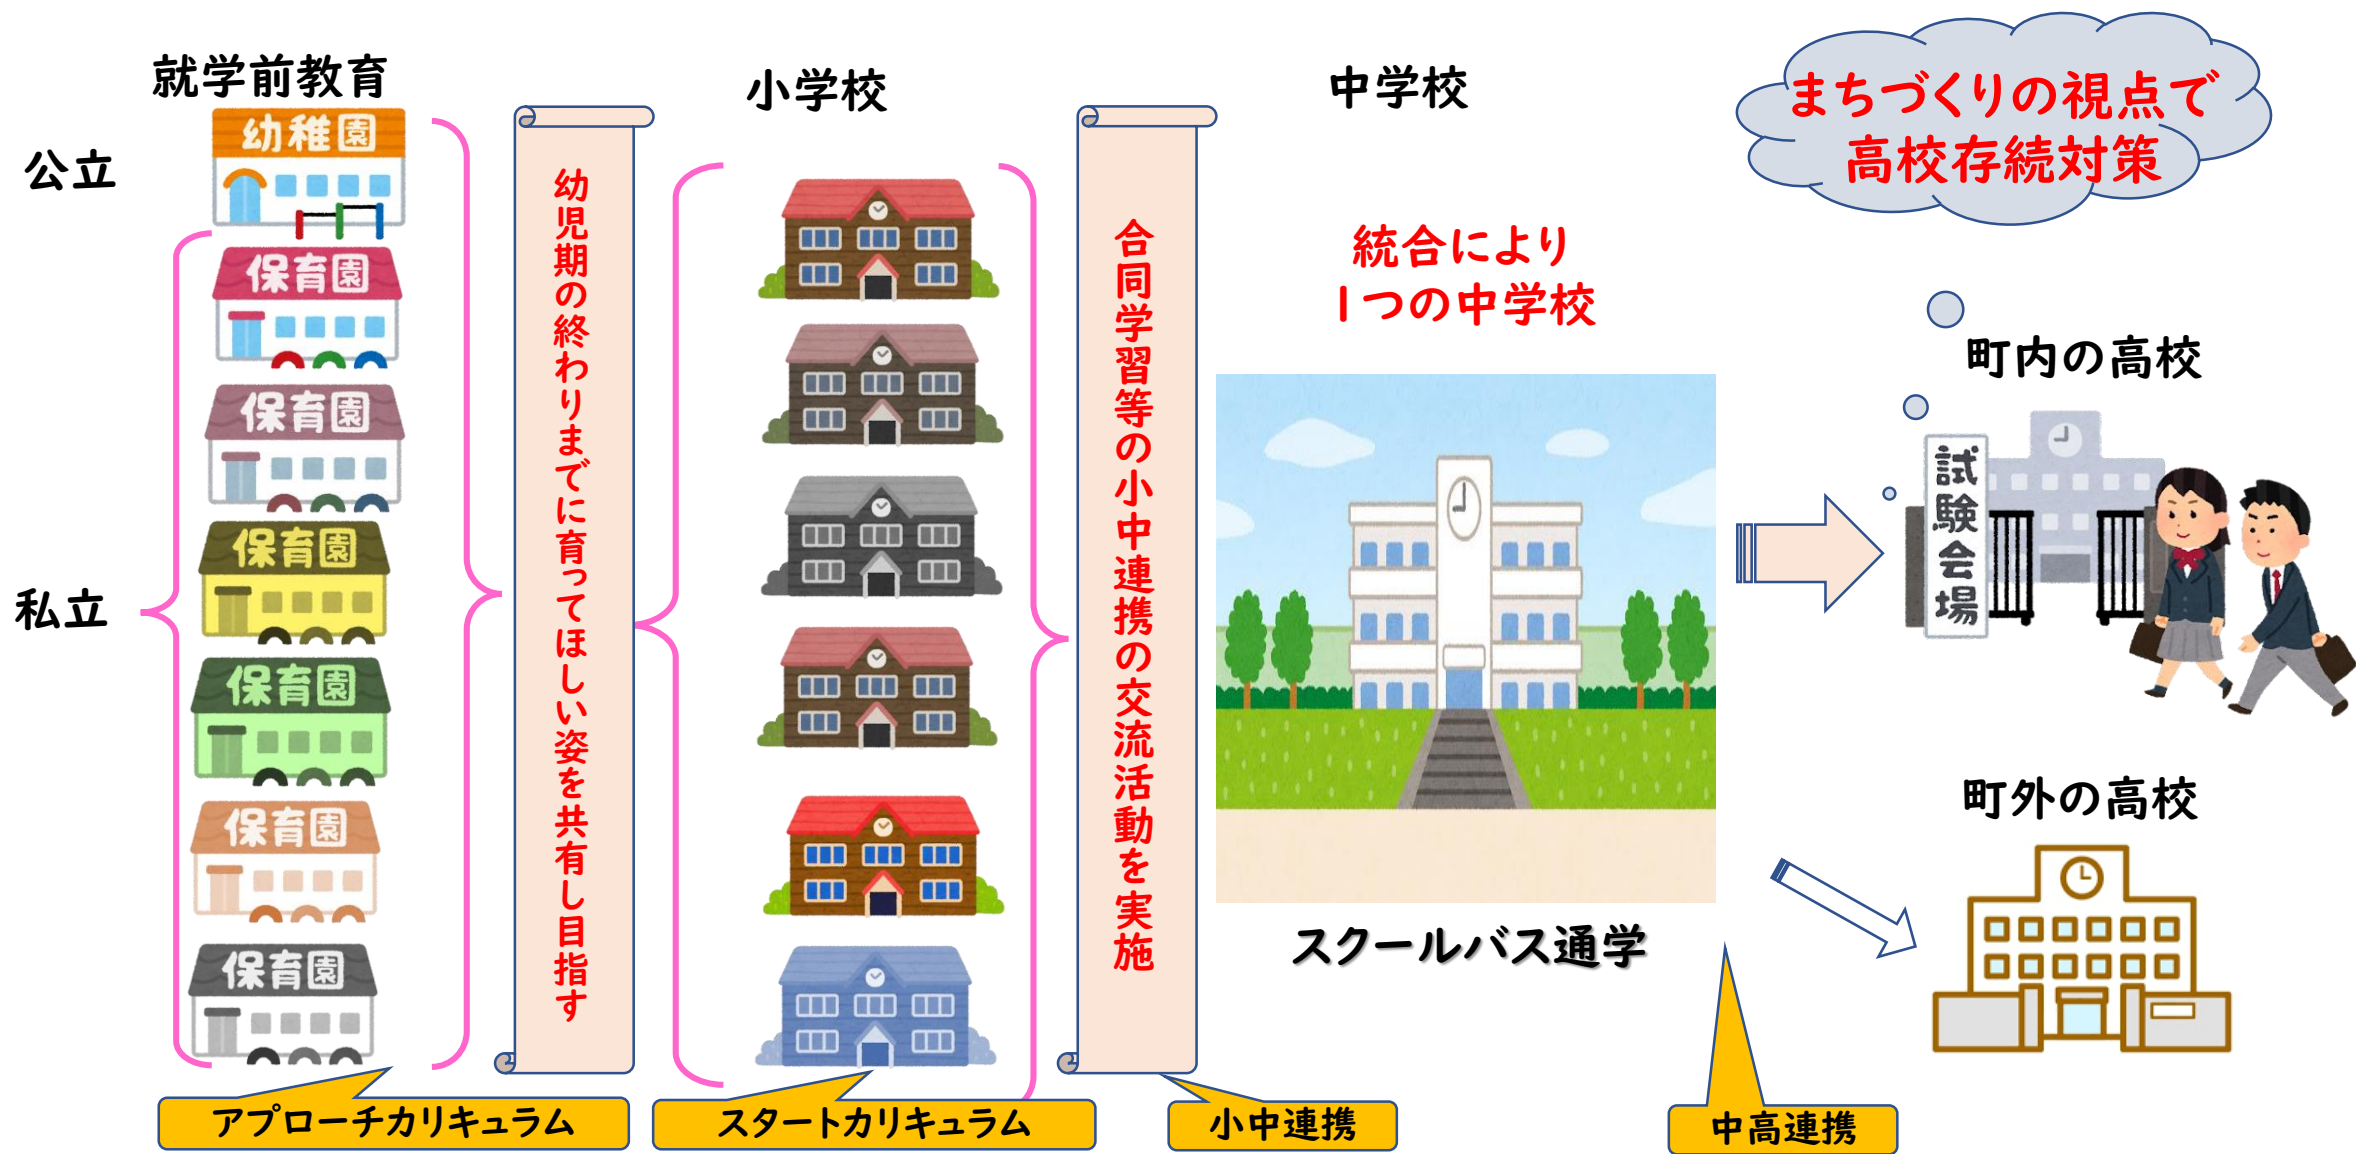 就学前教育
公立
幼稚園
私立
保育園
保育園
保育園
保育園
保育園
保育園
幼児期の終わりまでに育ってほしい姿を共有し目指す
アプローチカリキュラム
小学校
スタートカリキュラム
合同学習等の小中連携の交流活動を実施
小中連携
中学校
統合により
1つの中学校
スクールバス通学
中高連携
まちづくりの視点で
高校存続対策
町内の高校
試験会場
町外の高校